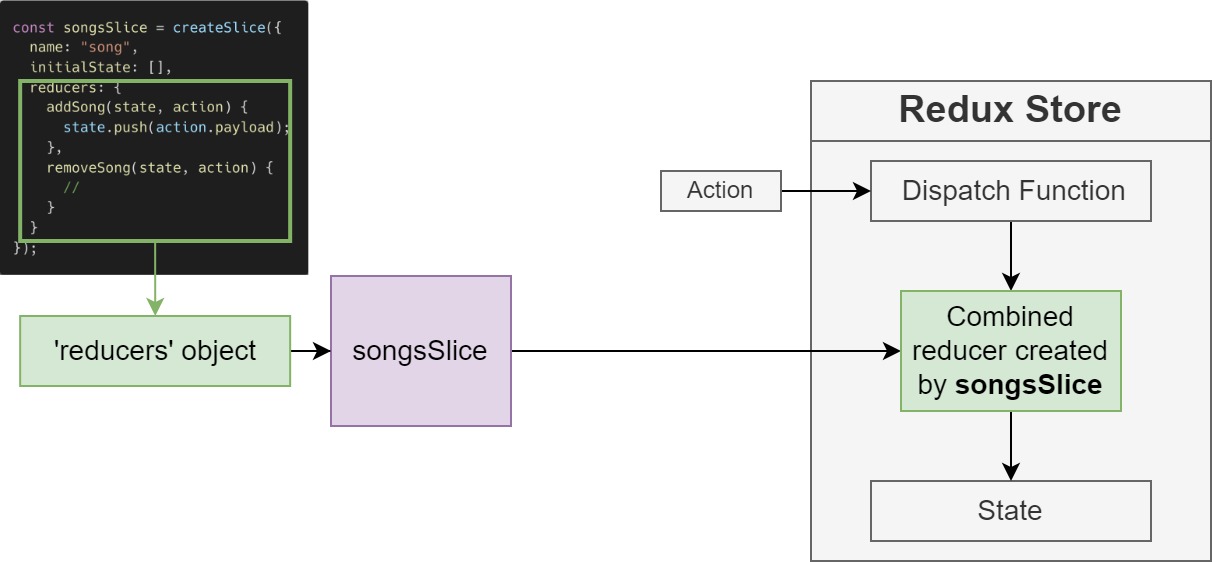 const songsSlice = createSlice({
name: "song",
initialState: [],
reducers: {
addSong(state, action) {
state.push(action.payload);
},
removeSong(state, action) {
//
}
}
});
'reducers' object
songsSlice
Redux Store
Action
Dispatch Function
Combined
reducer created
by songsSlice
State